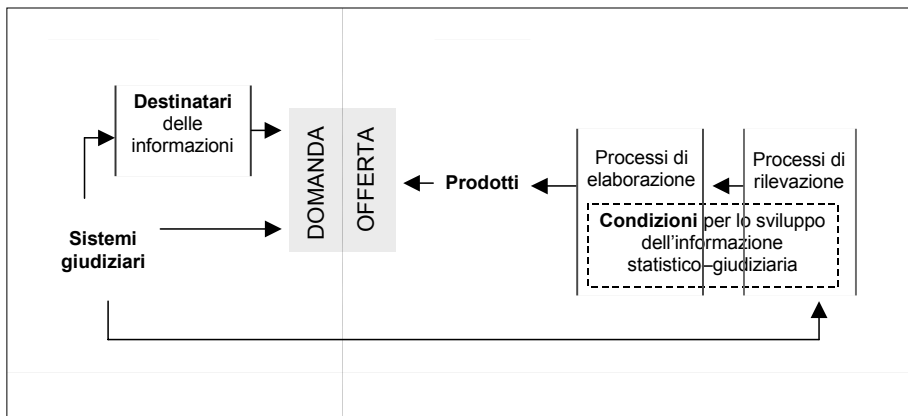 Destinatari
delle
informazioni
DOMANDA
OFFERTA
Prodotti
Processi di
elaborazione
Processi di
rilevazione
Condizioni per lo sviluppo
dell'informazione
statistico–giudiziaria
Sistemi
giudiziari